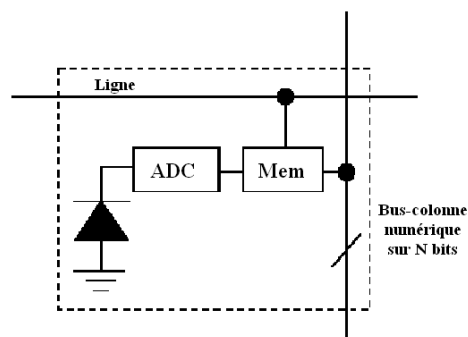 Ligne
ADC
Mem
Bus-colonne
numérique
sur N bits